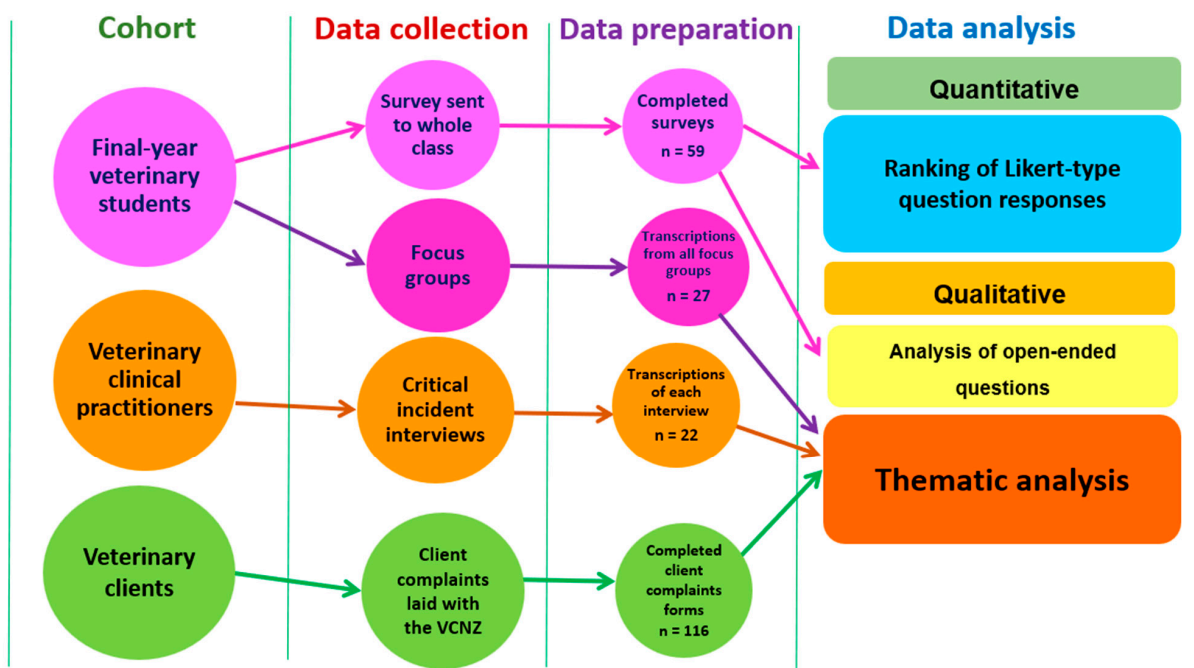 Cohort
Data collection
Data preparation
Data analysis
Final-year
veterinary
students
Survey sent
to whole
class
Completed
surveys
n = 59
Quantitative
Ranking of Likert-type
question responses
Focus
groups
Transcriptions
from all focus
groups
n = 27
Qualitative
Analysis of open-ended
questions
Veterinary
clinical
practitioners
Critical
incident
interviews
Transcriptions
of each
interview
n = 22
Thematic analysis
Veterinary
clients
Client
complaints
laid with
the VCNZ
Completed
client
complaints
forms
n = 116